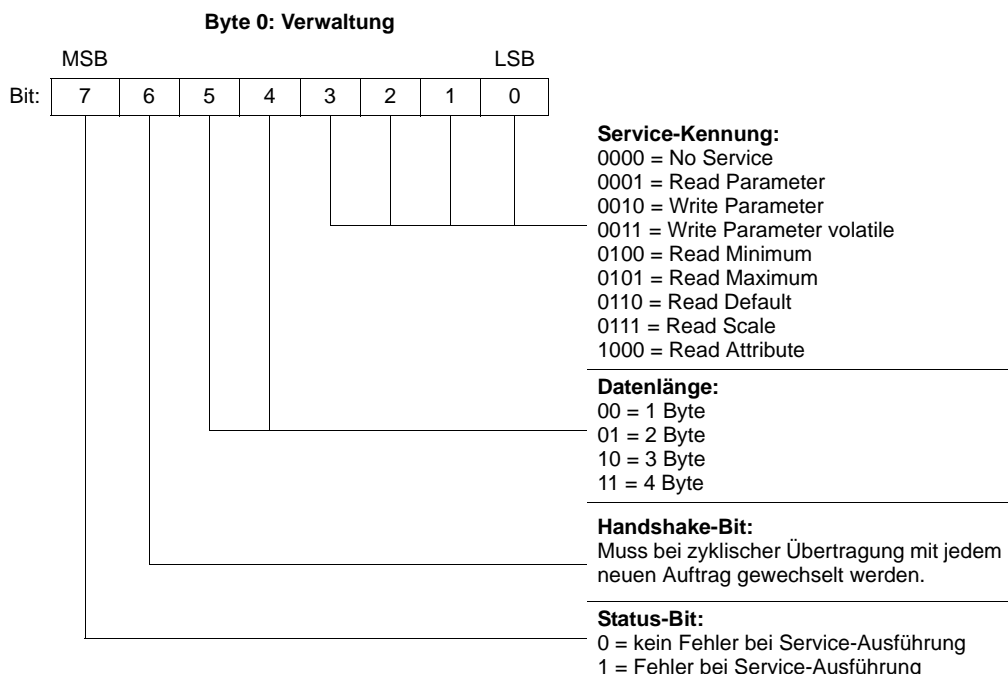 Byte 0: Verwaltung
MSB LSB
Bit: 7 6 5 4 3 2 1 0
Service-Kennung:
0000 = No Service
0001 = Read Parameter
0010 = Write Parameter
0011 = Write Parameter volatile
0100 = Read Minimum
0101 = Read Maximum
0110 = Read Default
0111 = Read Scale
1000 = Read Attribute
Datenlänge:
00 = 1 Byte
01 = 2 Byte
10 = 3 Byte
11 = 4 Byte
Handshake-Bit:
Muss bei zyklischer Übertragung mit jedem
neuen Auftrag gewechselt werden.
Status-Bit:
0 = kein Fehler bei Service-Ausführung
1 = Fehler bei Service-Ausführung